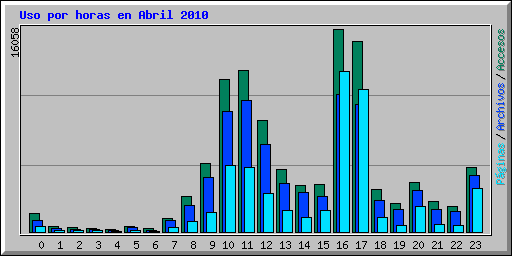 Uso por horas en Abril 2010
16058
Páginas / Archivos / Accesos
0 1 2 3 4 5 6 7 8 9 10 11 12 13 14 15 16 17 18 19 20 21 22 23